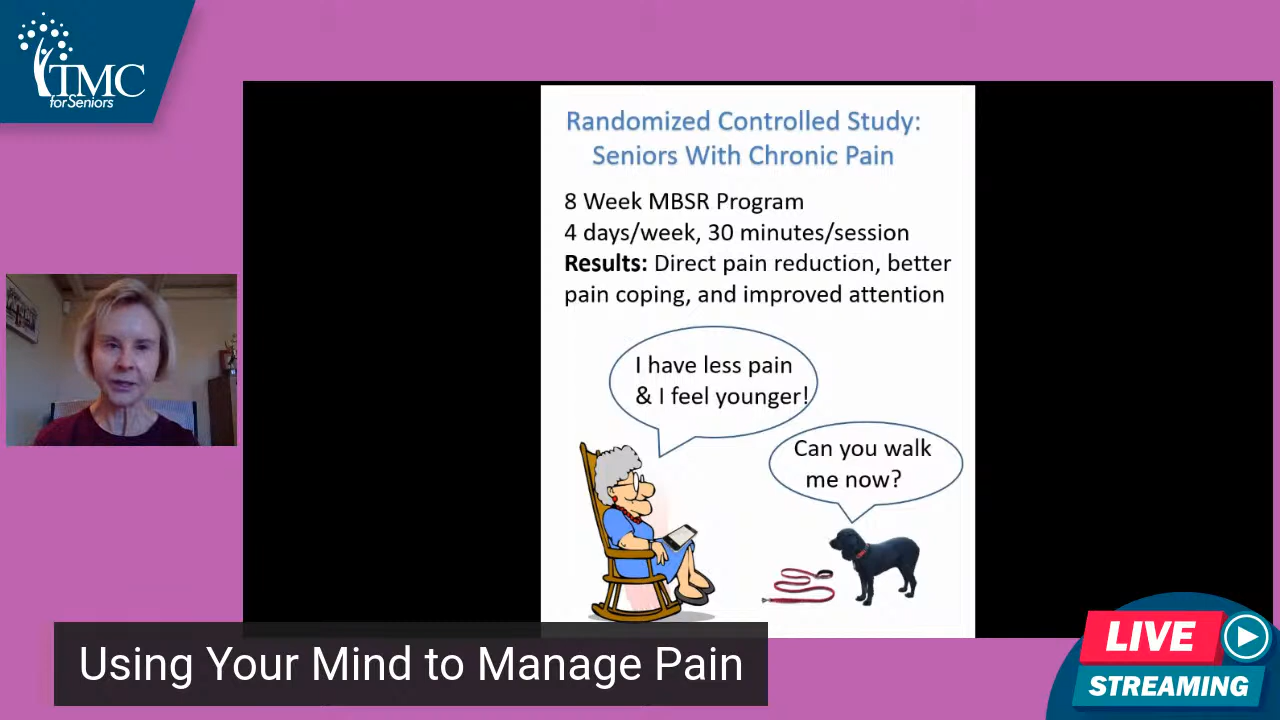 TMC
for Seniors
Randomized Controlled Study:
Seniors With Chronic Pain
8 Week MBSR Program
4 days/week, 30 minutes/session
Results: Direct pain reduction, better
pain coping, and improved attention
I have less pain
& I feel younger!
Can you walk
me now?
Using Your Mind to Manage Pain
LIVE
STREAMING